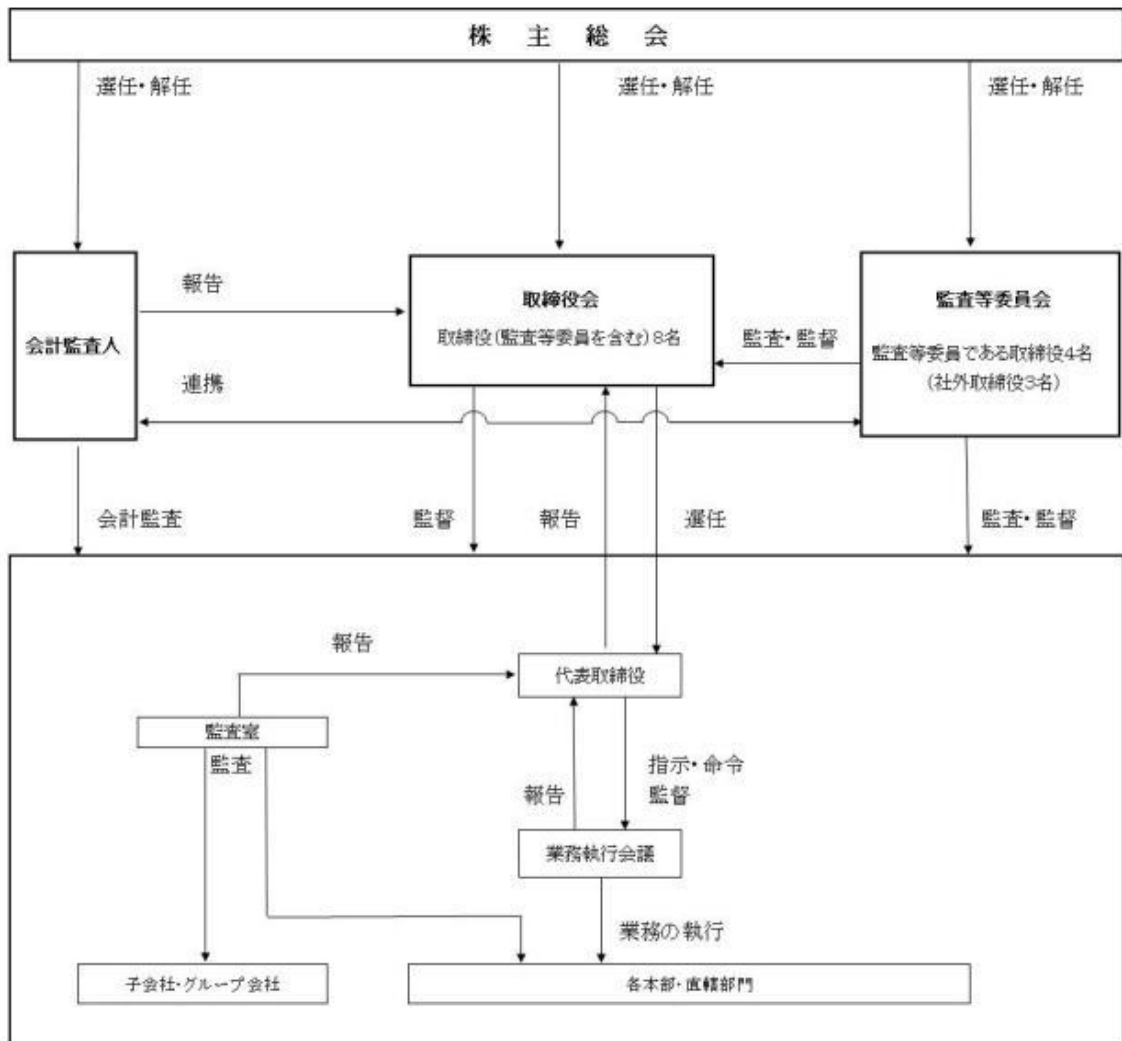 株主総会
選任・解任
選任・解任
選任・解任
会計監査人
報告
取締役会
取締役(監査等委員を含む)8名
監査等委員会
監査等委員である取締役4名
(社外取締役3名)
監査・監督
連携
会計監査
監督
報告
選任
監査・監督
報告
代表取締役
監査室
監査
指示・命令
監督
報告
業務執行会議
業務の執行
子会社・グループ会社
各本部・直轄部門